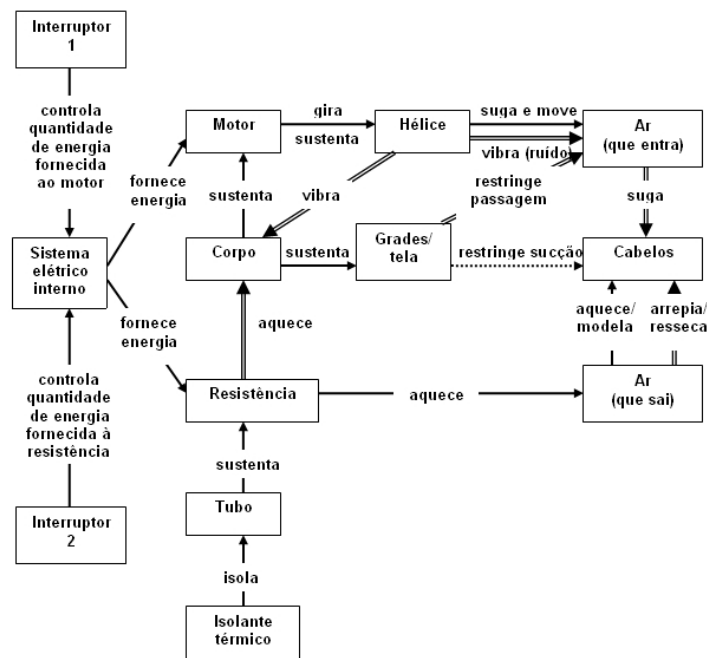 Interruptor
1
controla
quantidade
de energia
fornecida
ao motor
Motor
gira
sustenta
Hélice
suga e move
vibra (ruído)
Ar
(que entra)
fornece
energia
sustenta
vibra
restringe
passagem
suga
Sistema
elétrico
interno
Corpo
sustenta
Grades/
tela
restringe sucção
Cabelos
fornece
energia
aquece
aquece/
modela
arrepia/
resseca
controla
quantidade
de energia
fornecida à
resistência
Resistência
aquece
Ar
(que sai)
sustenta
Interruptor
2
Tubo
isola
Isolante
térmico